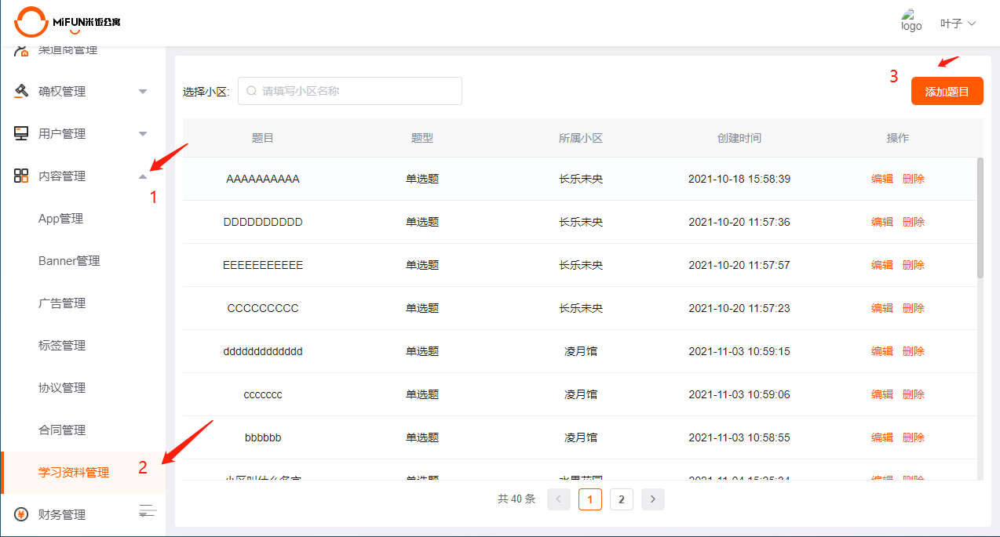 MiFUN米饭公寓
logo
叶子
渠道商管理
确权管理
用户管理
内容管理
1
App管理
Banner管理
广告管理
标签管理
协议管理
合同管理
学习资料管理
2
财务管理
选择小区: 请填写小区名称
3
添加题目
题目 题型 所属小区 创建时间 操作
AAAAAAAAAA 单选题 长乐未央 2021-10-18 15:58:39 编辑 删除
DDDDDDDDDD 单选题 长乐未央 2021-10-20 11:57:36 编辑 删除
EEEEEEEEEEE 单选题 长乐未央 2021-10-20 11:57:57 编辑 删除
CCCCCCCCC 单选题 长乐未央 2021-10-20 11:57:23 编辑 删除
ddddddddddddd 单选题 凌月馆 2021-11-03 10:59:15 编辑 删除
ccccccc 单选题 凌月馆 2021-11-03 10:59:06 编辑 删除
bbbbbb 单选题 凌月馆 2021-11-03 10:58:55 编辑 删除
小区叫什么名字 单选题 水果花园 2021-11-04 15:25:34 编辑 删除
共 40 条 1 2